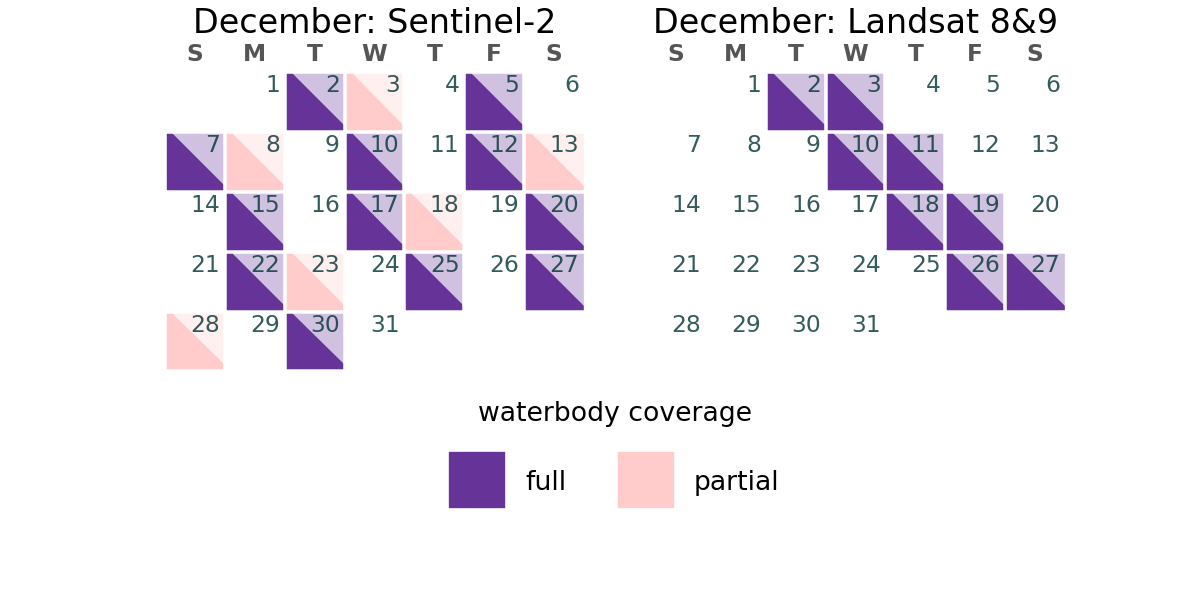 December: Sentinel-2
S M T W T F S
1 2 3 4 5 6
7 8 9 10 11 12 13
14 15 16 17 18 19 20
21 22 23 24 25 26 27
28 29 30 31
December: Landsat 8&9
S M T W T F S
1 2 3 4 5 6
7 8 9 10 11 12 13
14 15 16 17 18 19 20
21 22 23 24 25 26 27
28 29 30 31
waterbody coverage
full partial